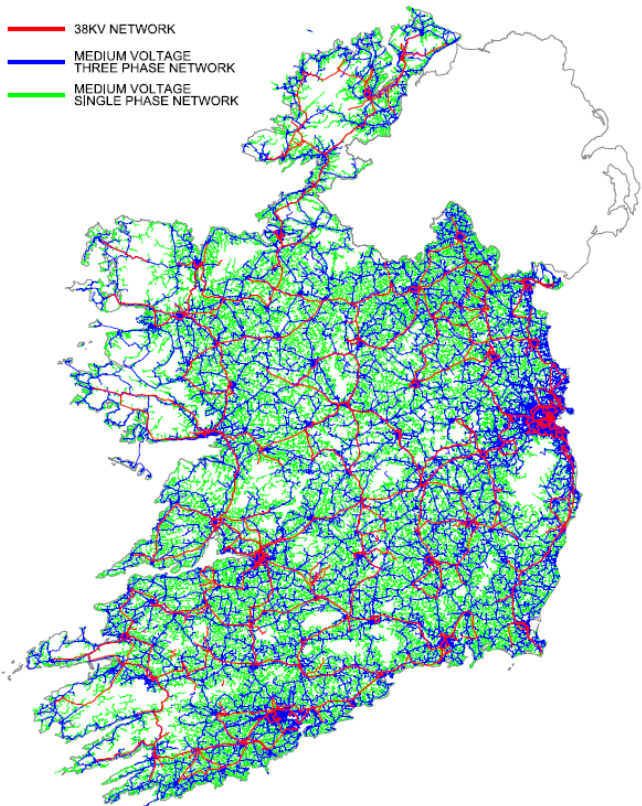 38KV NETWORK
MEDIUM VOLTAGE
THREE PHASE NETWORK
MEDIUM VOLTAGE
SINGLE PHASE NETWORK